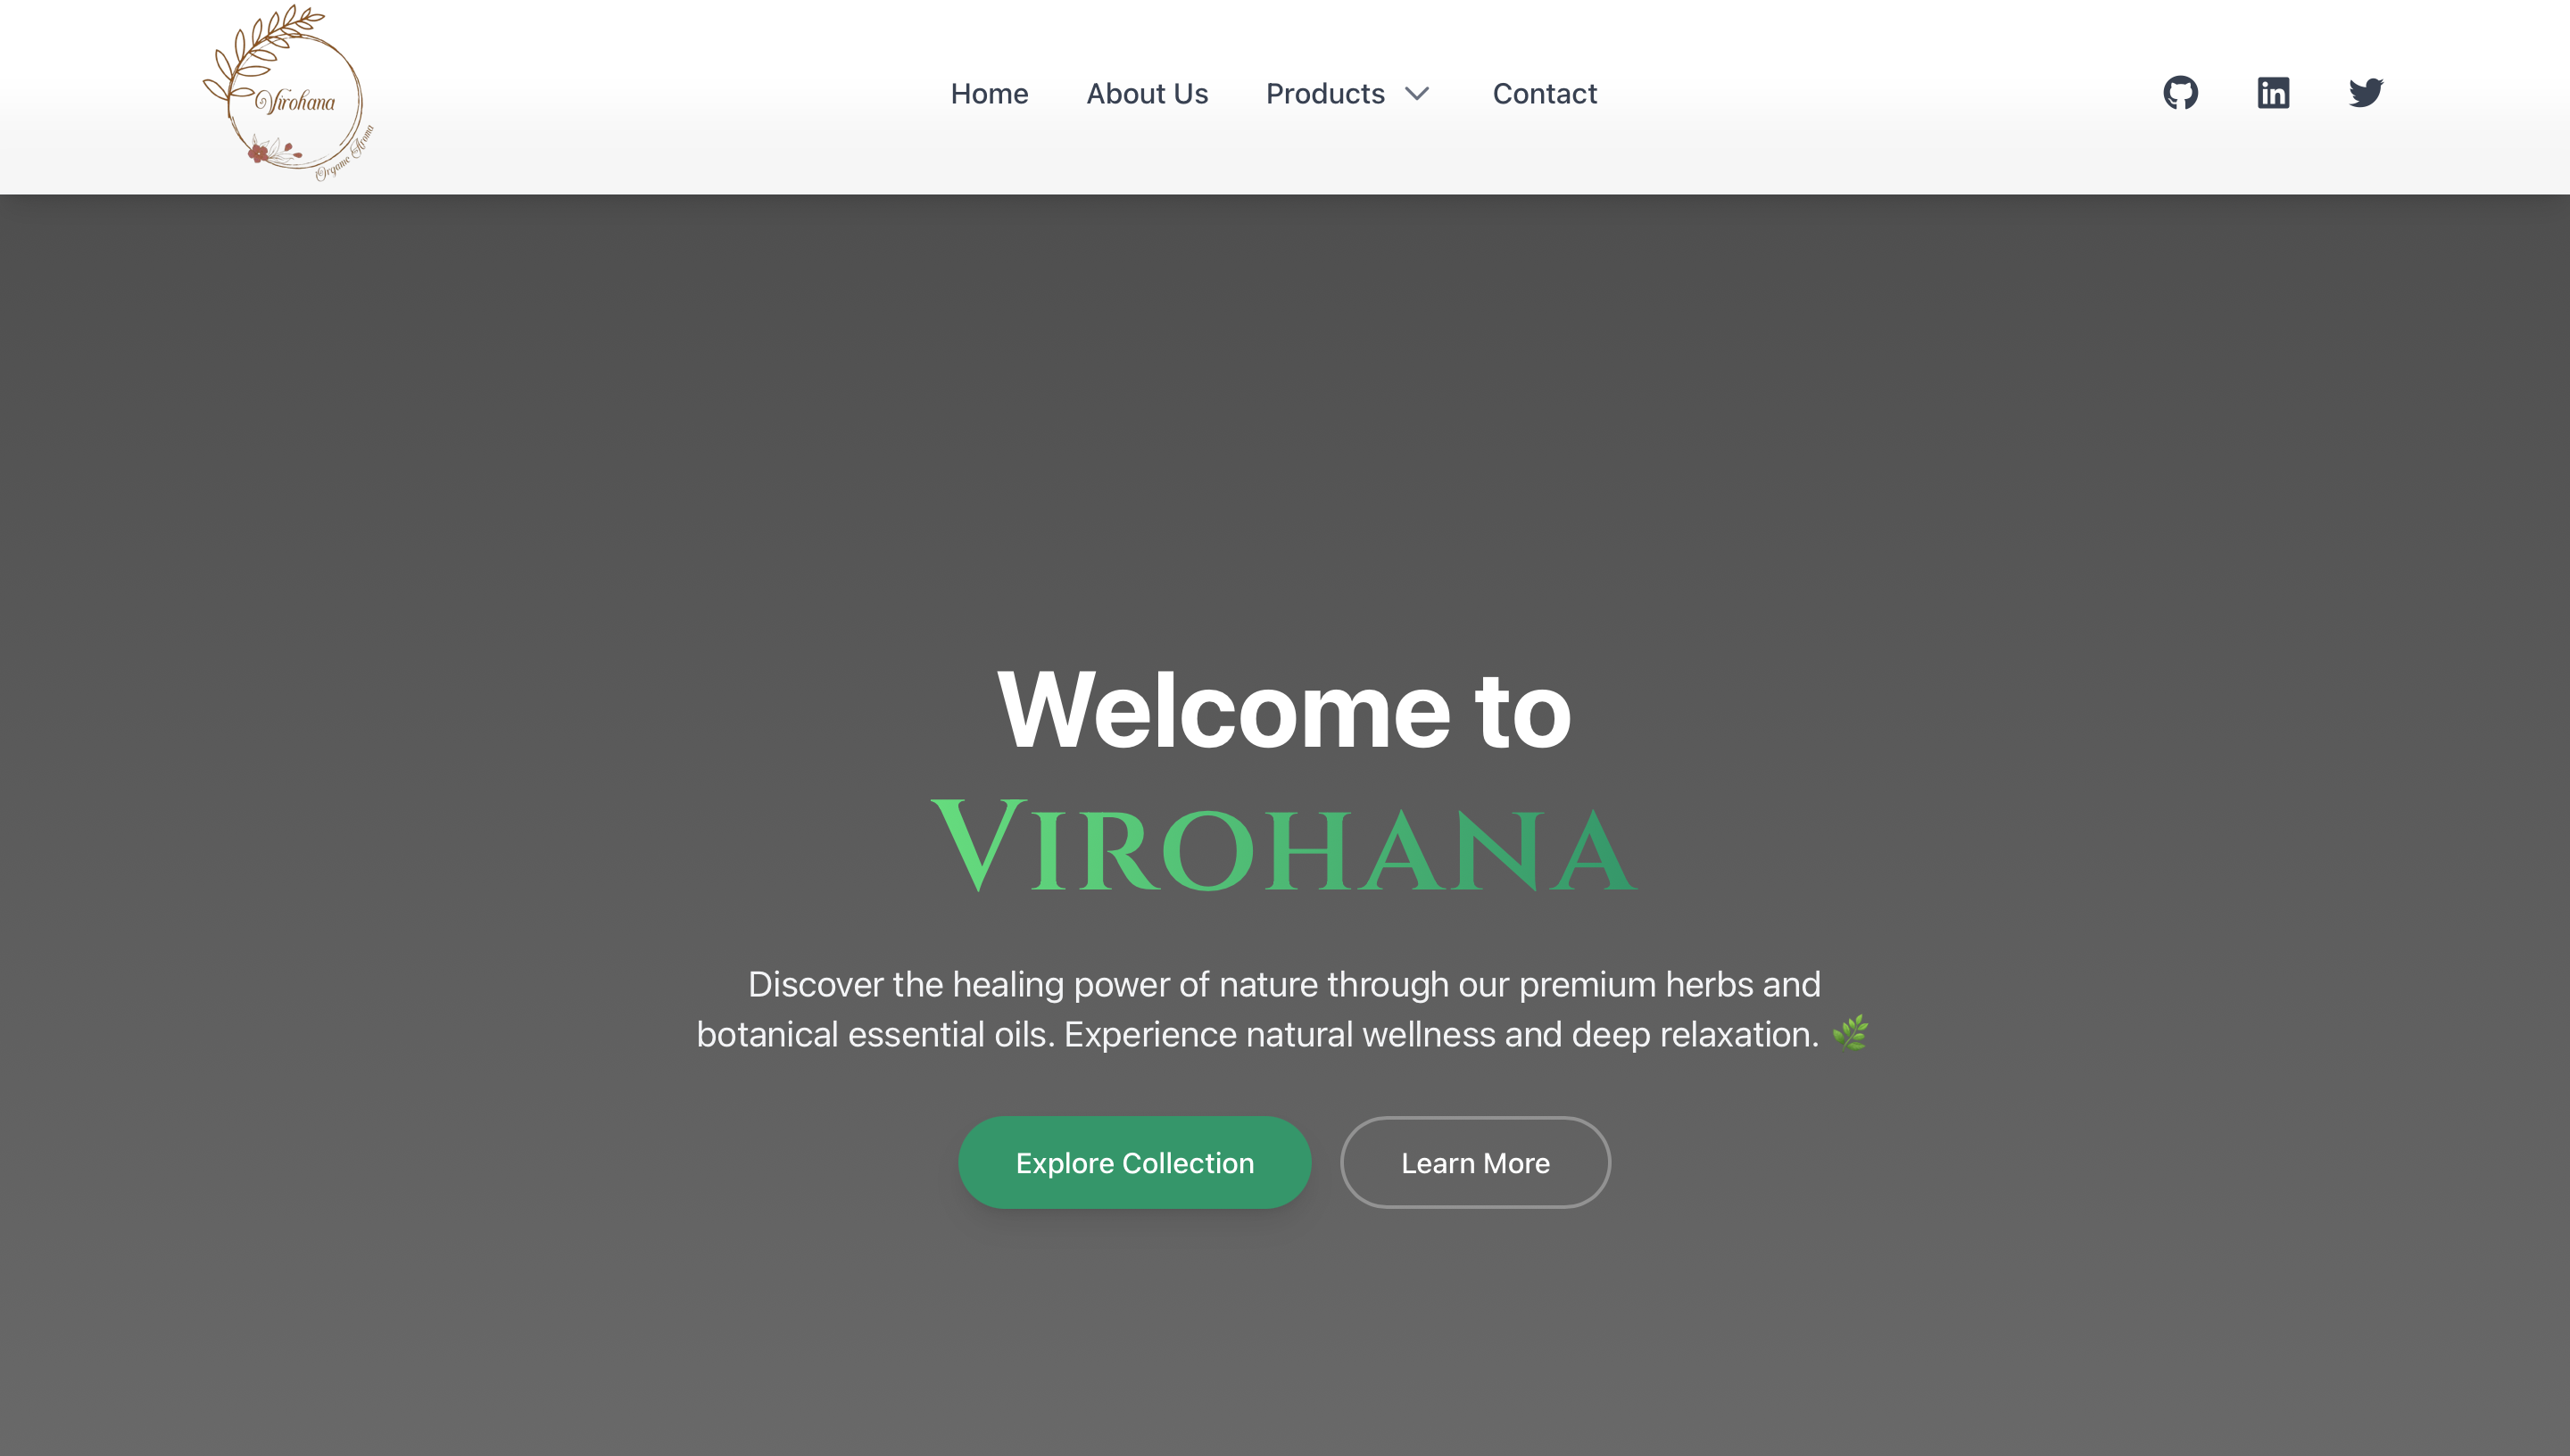 Virohana
Organic Aroma
Home About Us Products Contact
Welcome to
VIROHANA
Discover the healing power of nature through our premium herbs and
botanical essential oils. Experience natural wellness and deep relaxation. 🌿
Explore Collection Learn More